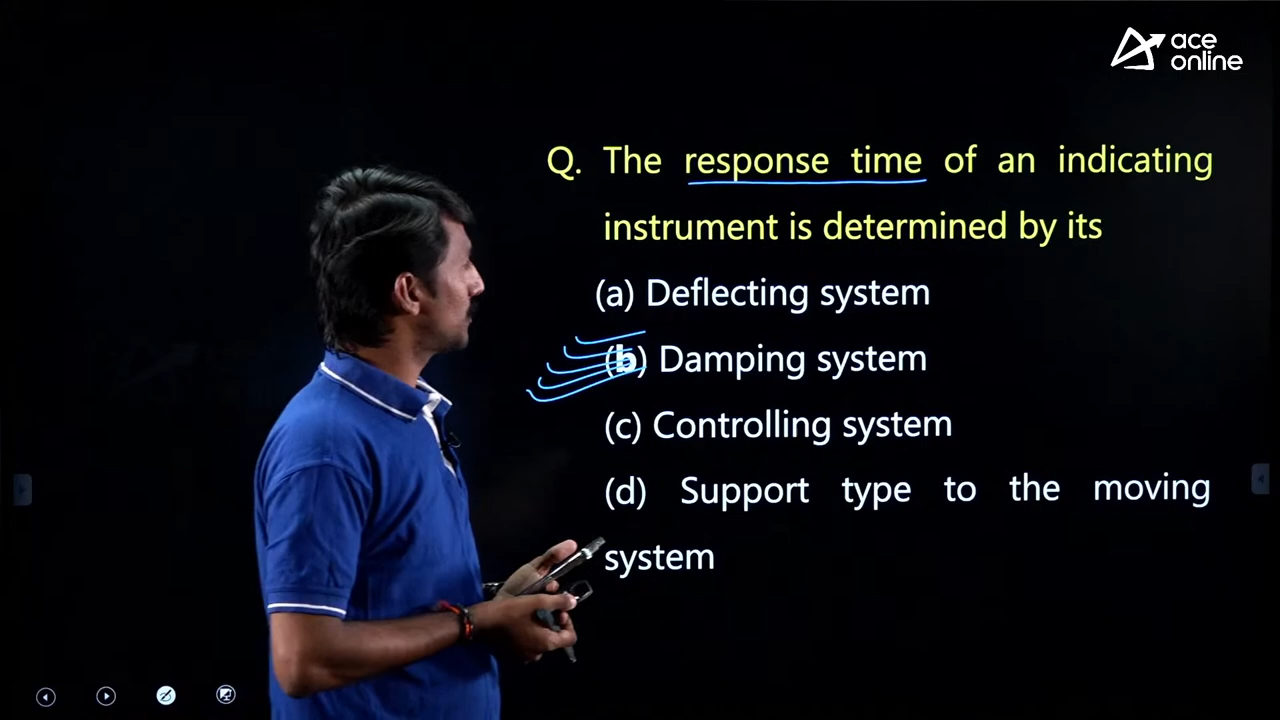 ace
online
Q. The response time of an indicating
instrument is determined by its
(a) Deflecting system
(b) Damping system
(c) Controlling system
(d) Support type to the moving
system